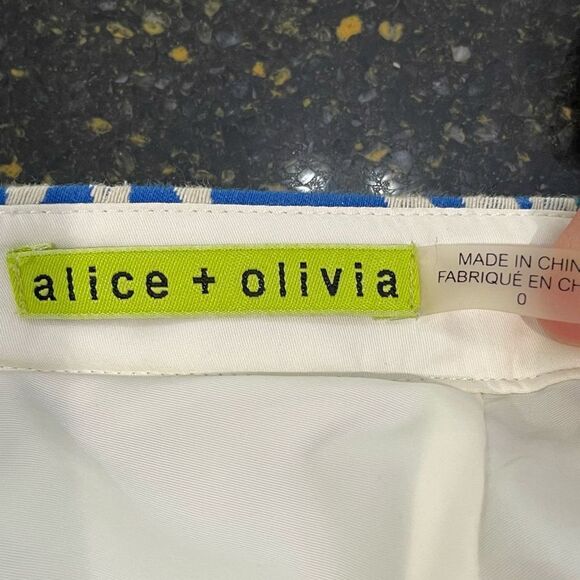 alice + olivia
MADE IN CHIN
FABRIQUÉ EN CH
0